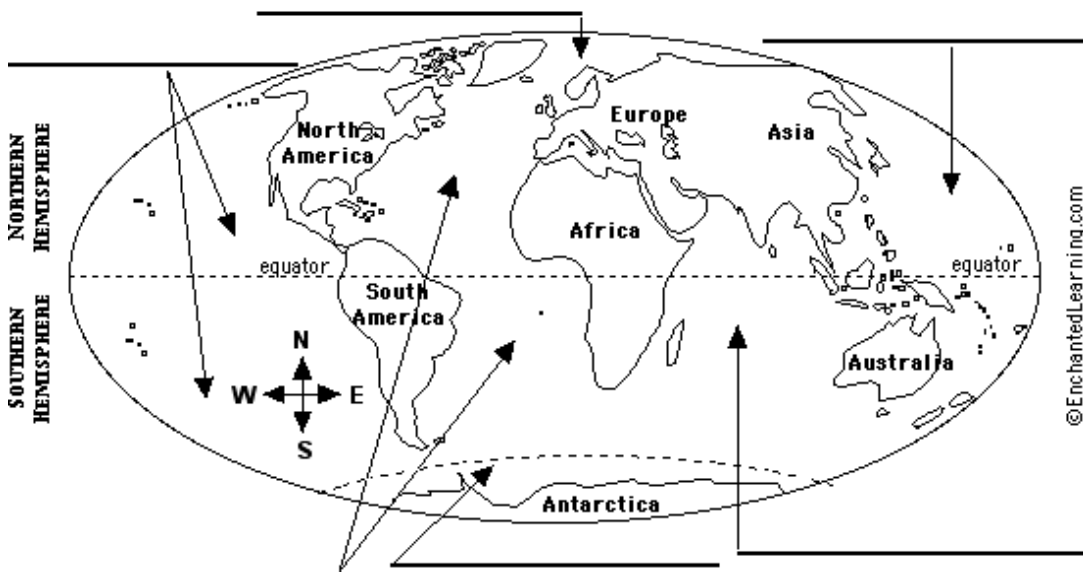 NORTHERN
HEMISPHERE
North
America
Europe
Asia
Africa
equator
equator
South
America
SOUTHERN
HEMISPHERE
N
W
E
S
Australia
Antarctica
©EnchantedLearning.com